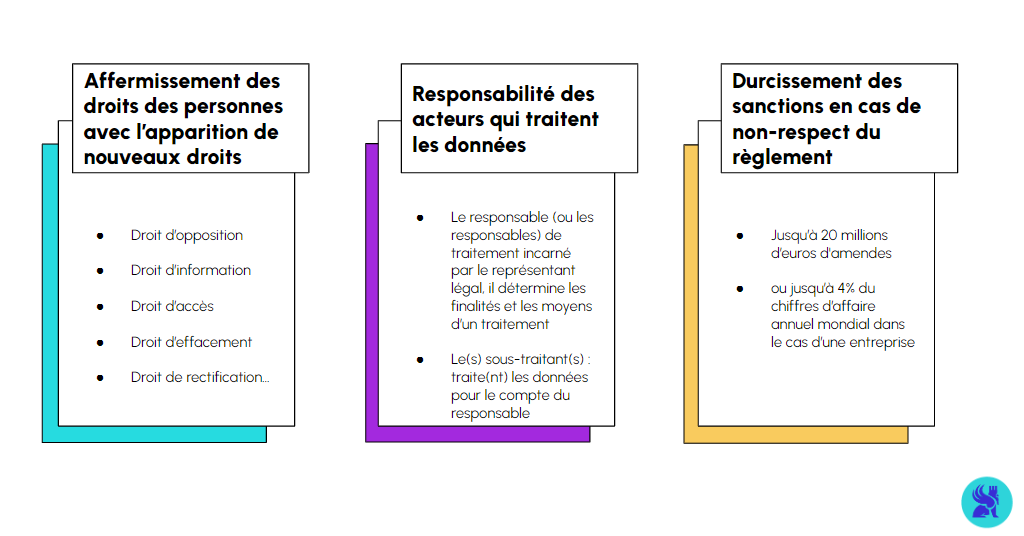 Affermissement des
droits des personnes
avec l'apparition de
nouveaux droits
● Droit d'opposition
● Droit d'information
● Droit d'accès
● Droit d'effacement
● Droit de rectification...
Responsabilité des
acteurs qui traitent
les données
● Le responsable (ou les
responsables) de
traitement incarné
par le représentant
légal, il détermine les
finalités et les moyens
d'un traitement
● Le(s) sous-traitant(s) :
traite(nt) les données
pour le compte du
responsable
Durcissement des
sanctions en cas de
non-respect du
règlement
● Jusqu'à 20 millions
d'euros d'amendes
● ou jusqu'à 4% du
chiffres d'affaire
annuel mondial dans
le cas d'une entreprise